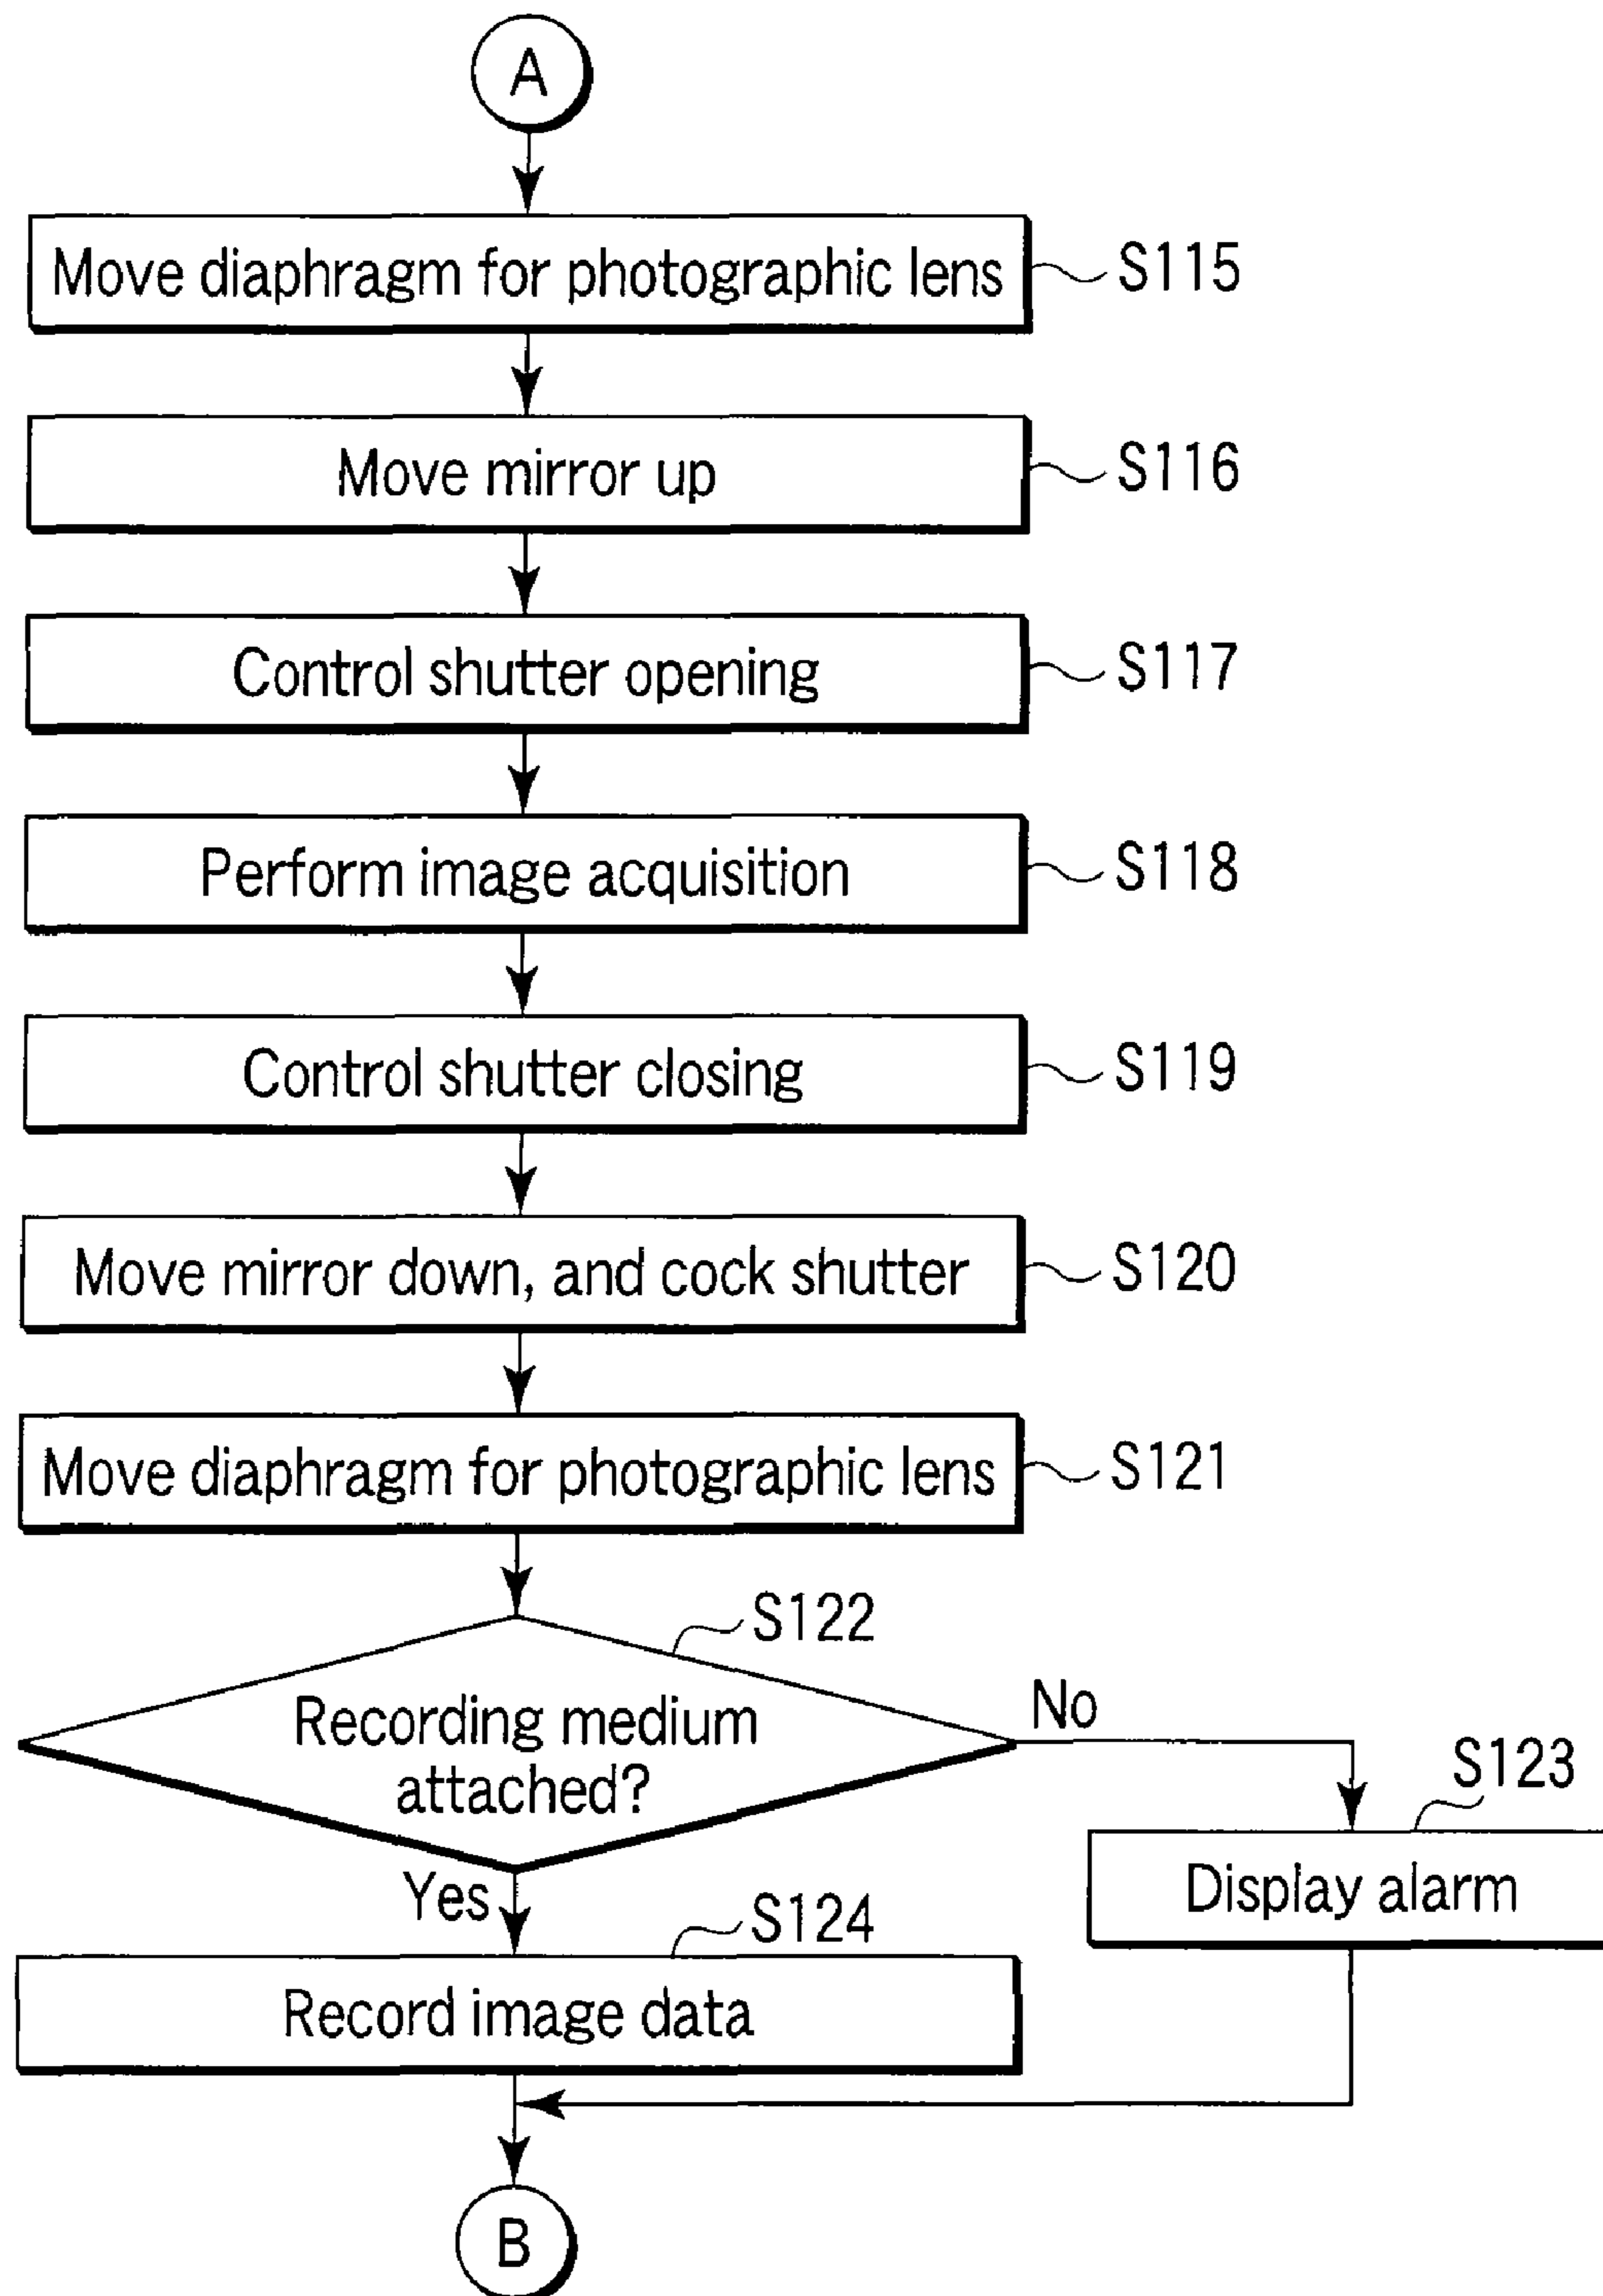 A
Move diaphragm for photographic lens S115
Move mirror up S116
Control shutter opening S117
Perform image acquisition S118
Control shutter closing S119
Move mirror down, and cock shutter S120
Move diaphragm for photographic lens S121
S122
Recording medium
attached?
No
S123
Display alarm
Yes
S124
Record image data
B